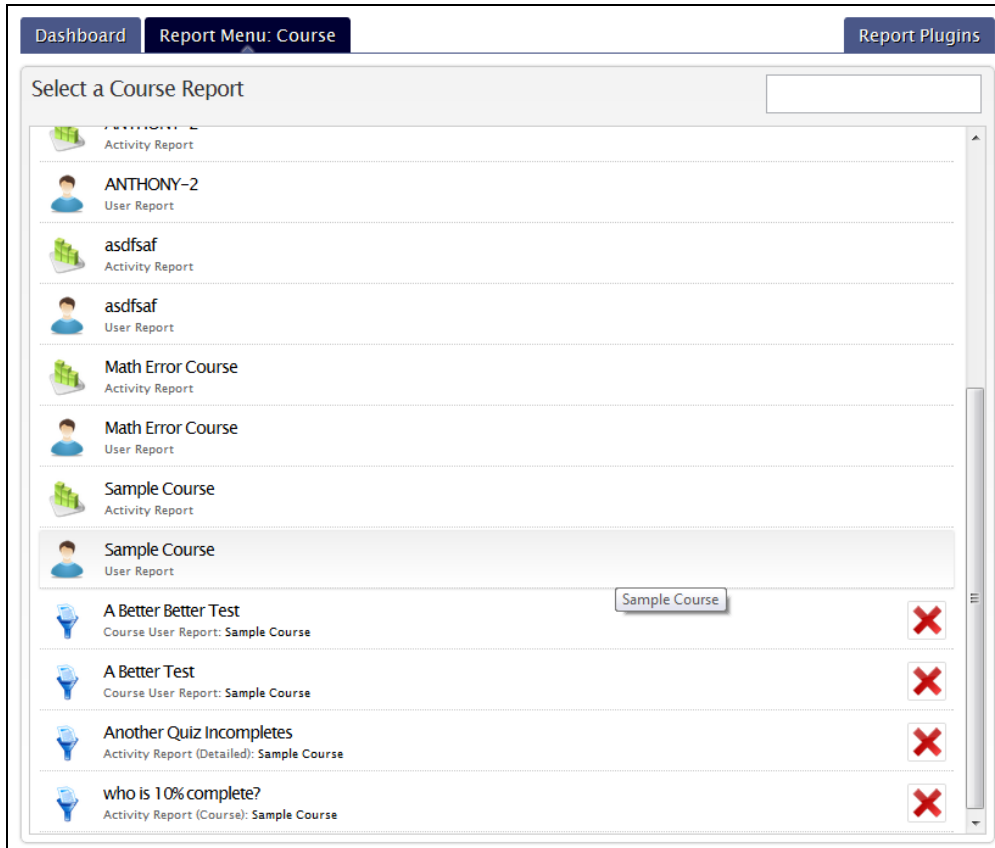 Dashboard
Report Menu: Course
Report Plugins
Select a Course Report
ANTHONY-2
Activity Report
ANTHONY-2
User Report
asdfsaf
Activity Report
asdfsaf
User Report
Math Error Course
Activity Report
Math Error Course
User Report
Sample Course
Activity Report
Sample Course
User Report
Sample Course
A Better Better Test
Course User Report: Sample Course
A Better Test
Course User Report: Sample Course
Another Quiz Incompletes
Activity Report (Detailed): Sample Course
who is 10% complete?
Activity Report (Course): Sample Course